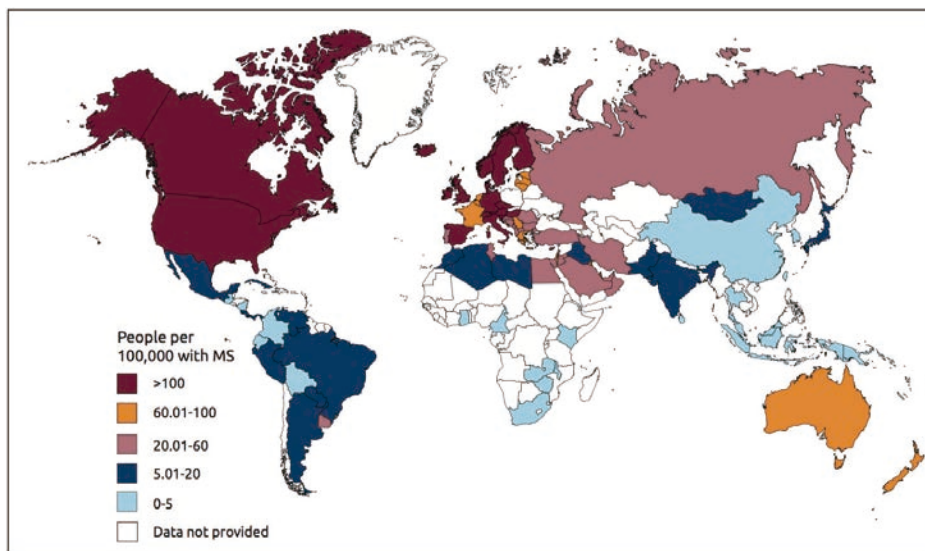 People per
100,000 with MS
>100
60.01-100
20.01-60
5.01-20
0-5
Data not provided